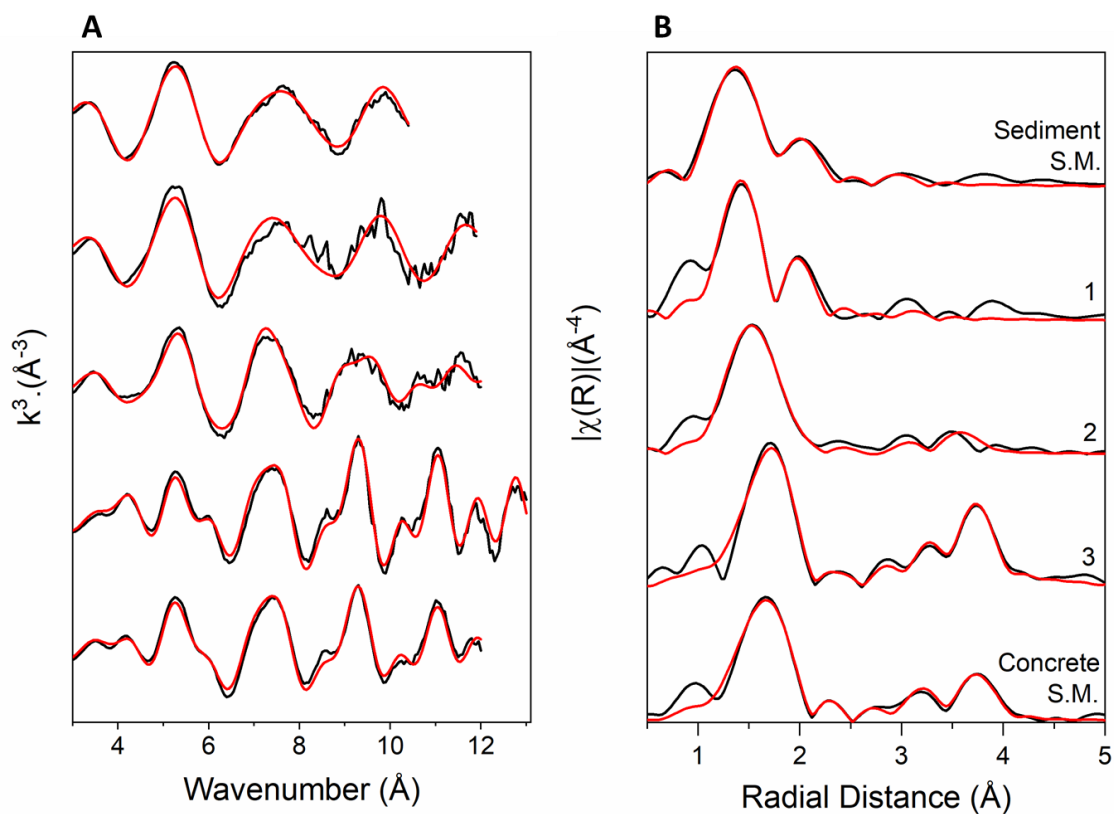 A
k³.(Å⁻³)
4 6 8 10 12
Wavenumber (Å)
B
|χ(R)|(Å⁻⁴)
Sediment
S.M.
1
2
3
Concrete
S.M.
1 2 3 4 5
Radial Distance (Å)